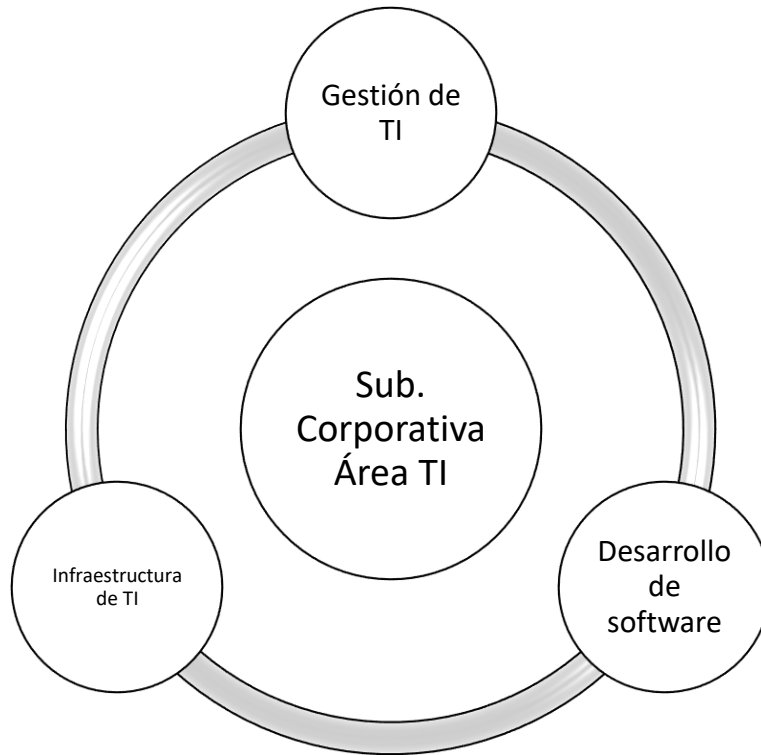 Gestión de
TI
Sub.
Corporativa
Área TI
Infraestructura
de TI
Desarrollo
de
software